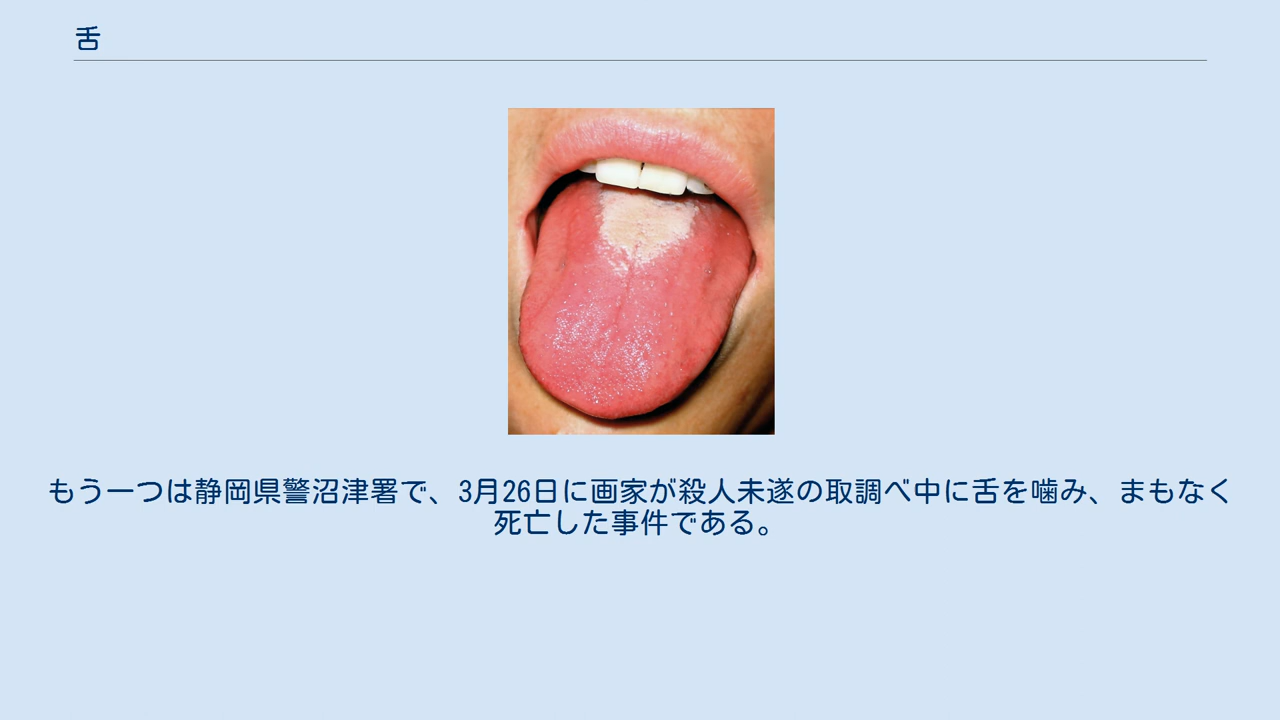 舌
もう一つは静岡県警沼津署で、3月26日に画家が殺人未遂の取調べ中に舌を噛み、まもなく
死亡した事件である。